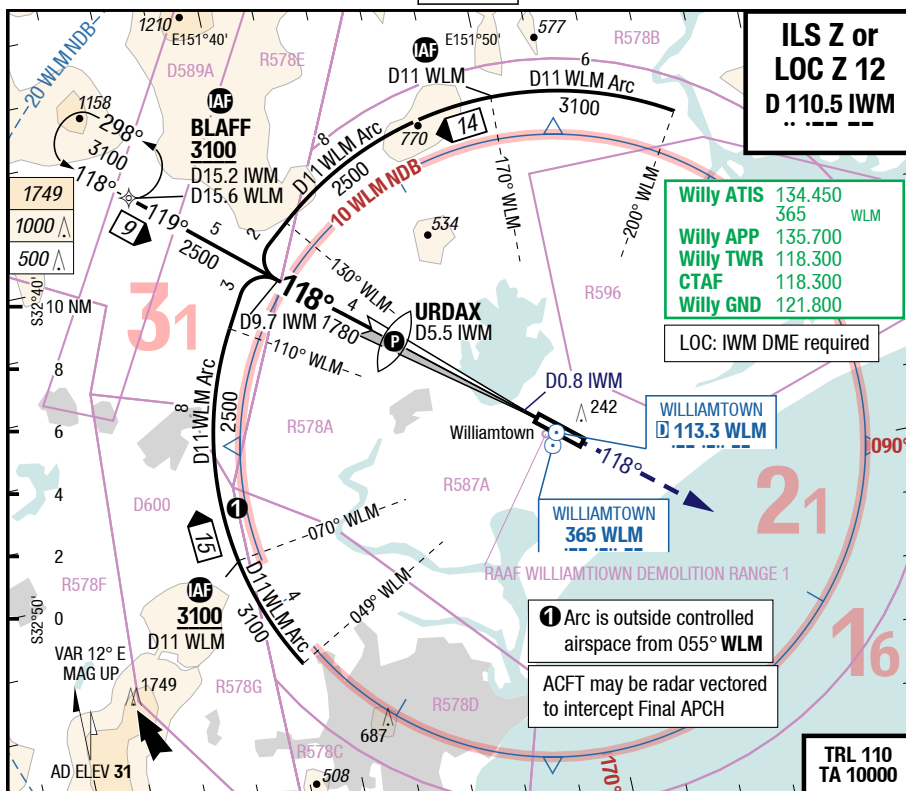 ILS Z or
LOC Z 12
D 110.5 IWM
1210
E151°40'
R578E
IAF
E151°50'
577
R578B
D11 WLM
6
D11 WLM Arc
3100
20 WLM NDB
D589A
IAF
BLAFF
3100
D15.2 IWM
D15.6 WLM
1158
298°
3100
118°
8
D11 WLM Arc
2500
770
14
10 WLM NDB
170° WLM
200° WLM
Willy ATIS 134.450
365 WLM
Willy APP 135.700
Willy TWR 118.300
CTAF 118.300
Willy GND 121.800
1749
1000
500
9
119°
5
2500
2
534
130° WLM
R596
S32°40'
10 NM
31
3
118°
D9.7 IWM
4
1780
URDAX
D5.5 IWM
P
110° WLM
LOC: IWM DME required
8
6
4
2
0
8
D11 WLM Arc
2500
R578A
D0.8 IWM
242
Williamtown
WILLIAMTOWN
D 113.3 WLM
090°
118°
D600
R587A
21
WILLIAMTOWN
365 WLM
1
15
070° WLM
RAAF WILLIAMTOWN DEMOLITION RANGE 1
R578F
S32°50'
IAF
3100
D11 WLM
4
D11 WLM Arc
3100
049° WLM
1 Arc is outside controlled
airspace from 055° WLM
16
VAR 12° E
MAG UP
1749
R578G
R578D
ACFT may be radar vectored
to intercept Final APCH
687
R578C
508
170°
AD ELEV 31
TRL 110
TA 10000